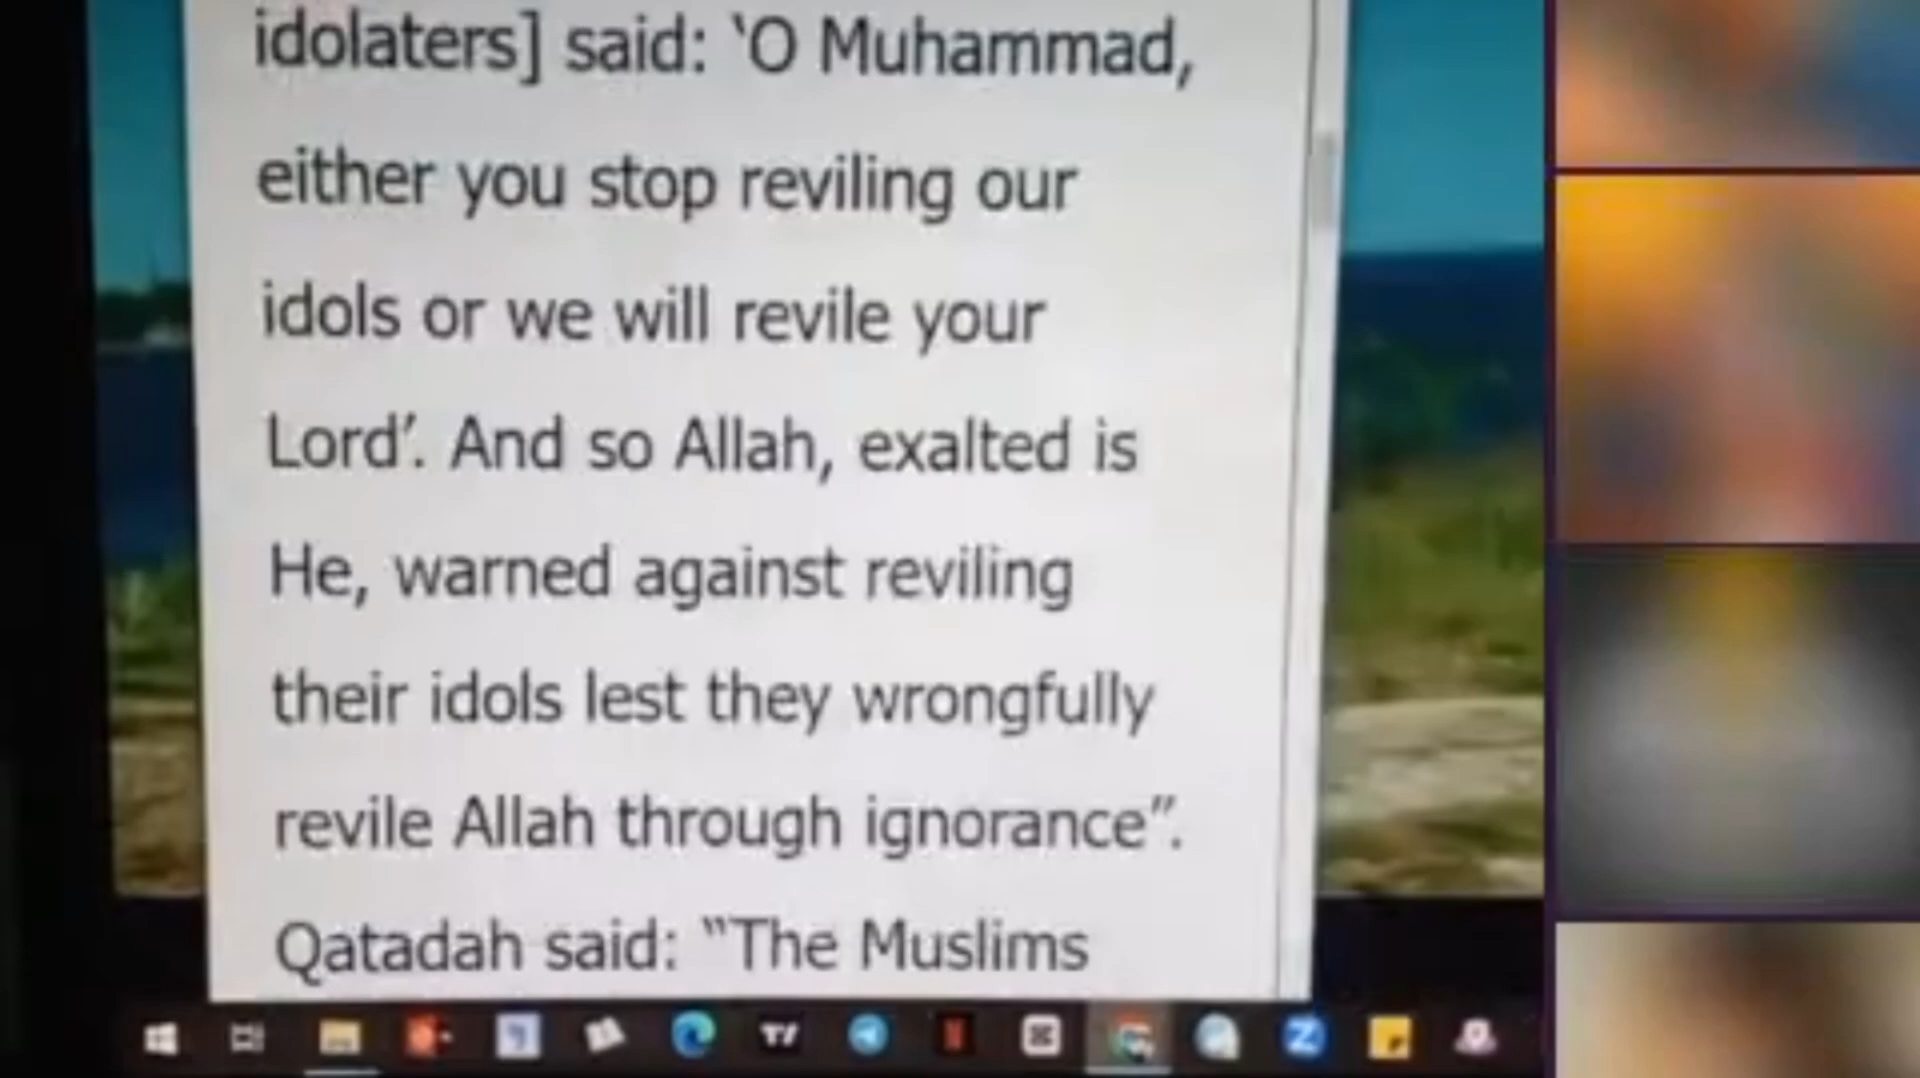 idolaters] said: ‘O Muhammad,
either you stop reviling our
idols or we will revile your
Lord’. And so Allah, exalted is
He, warned against reviling
their idols lest they wrongfully
revile Allah through ignorance”.
Qatadah said: “The Muslims